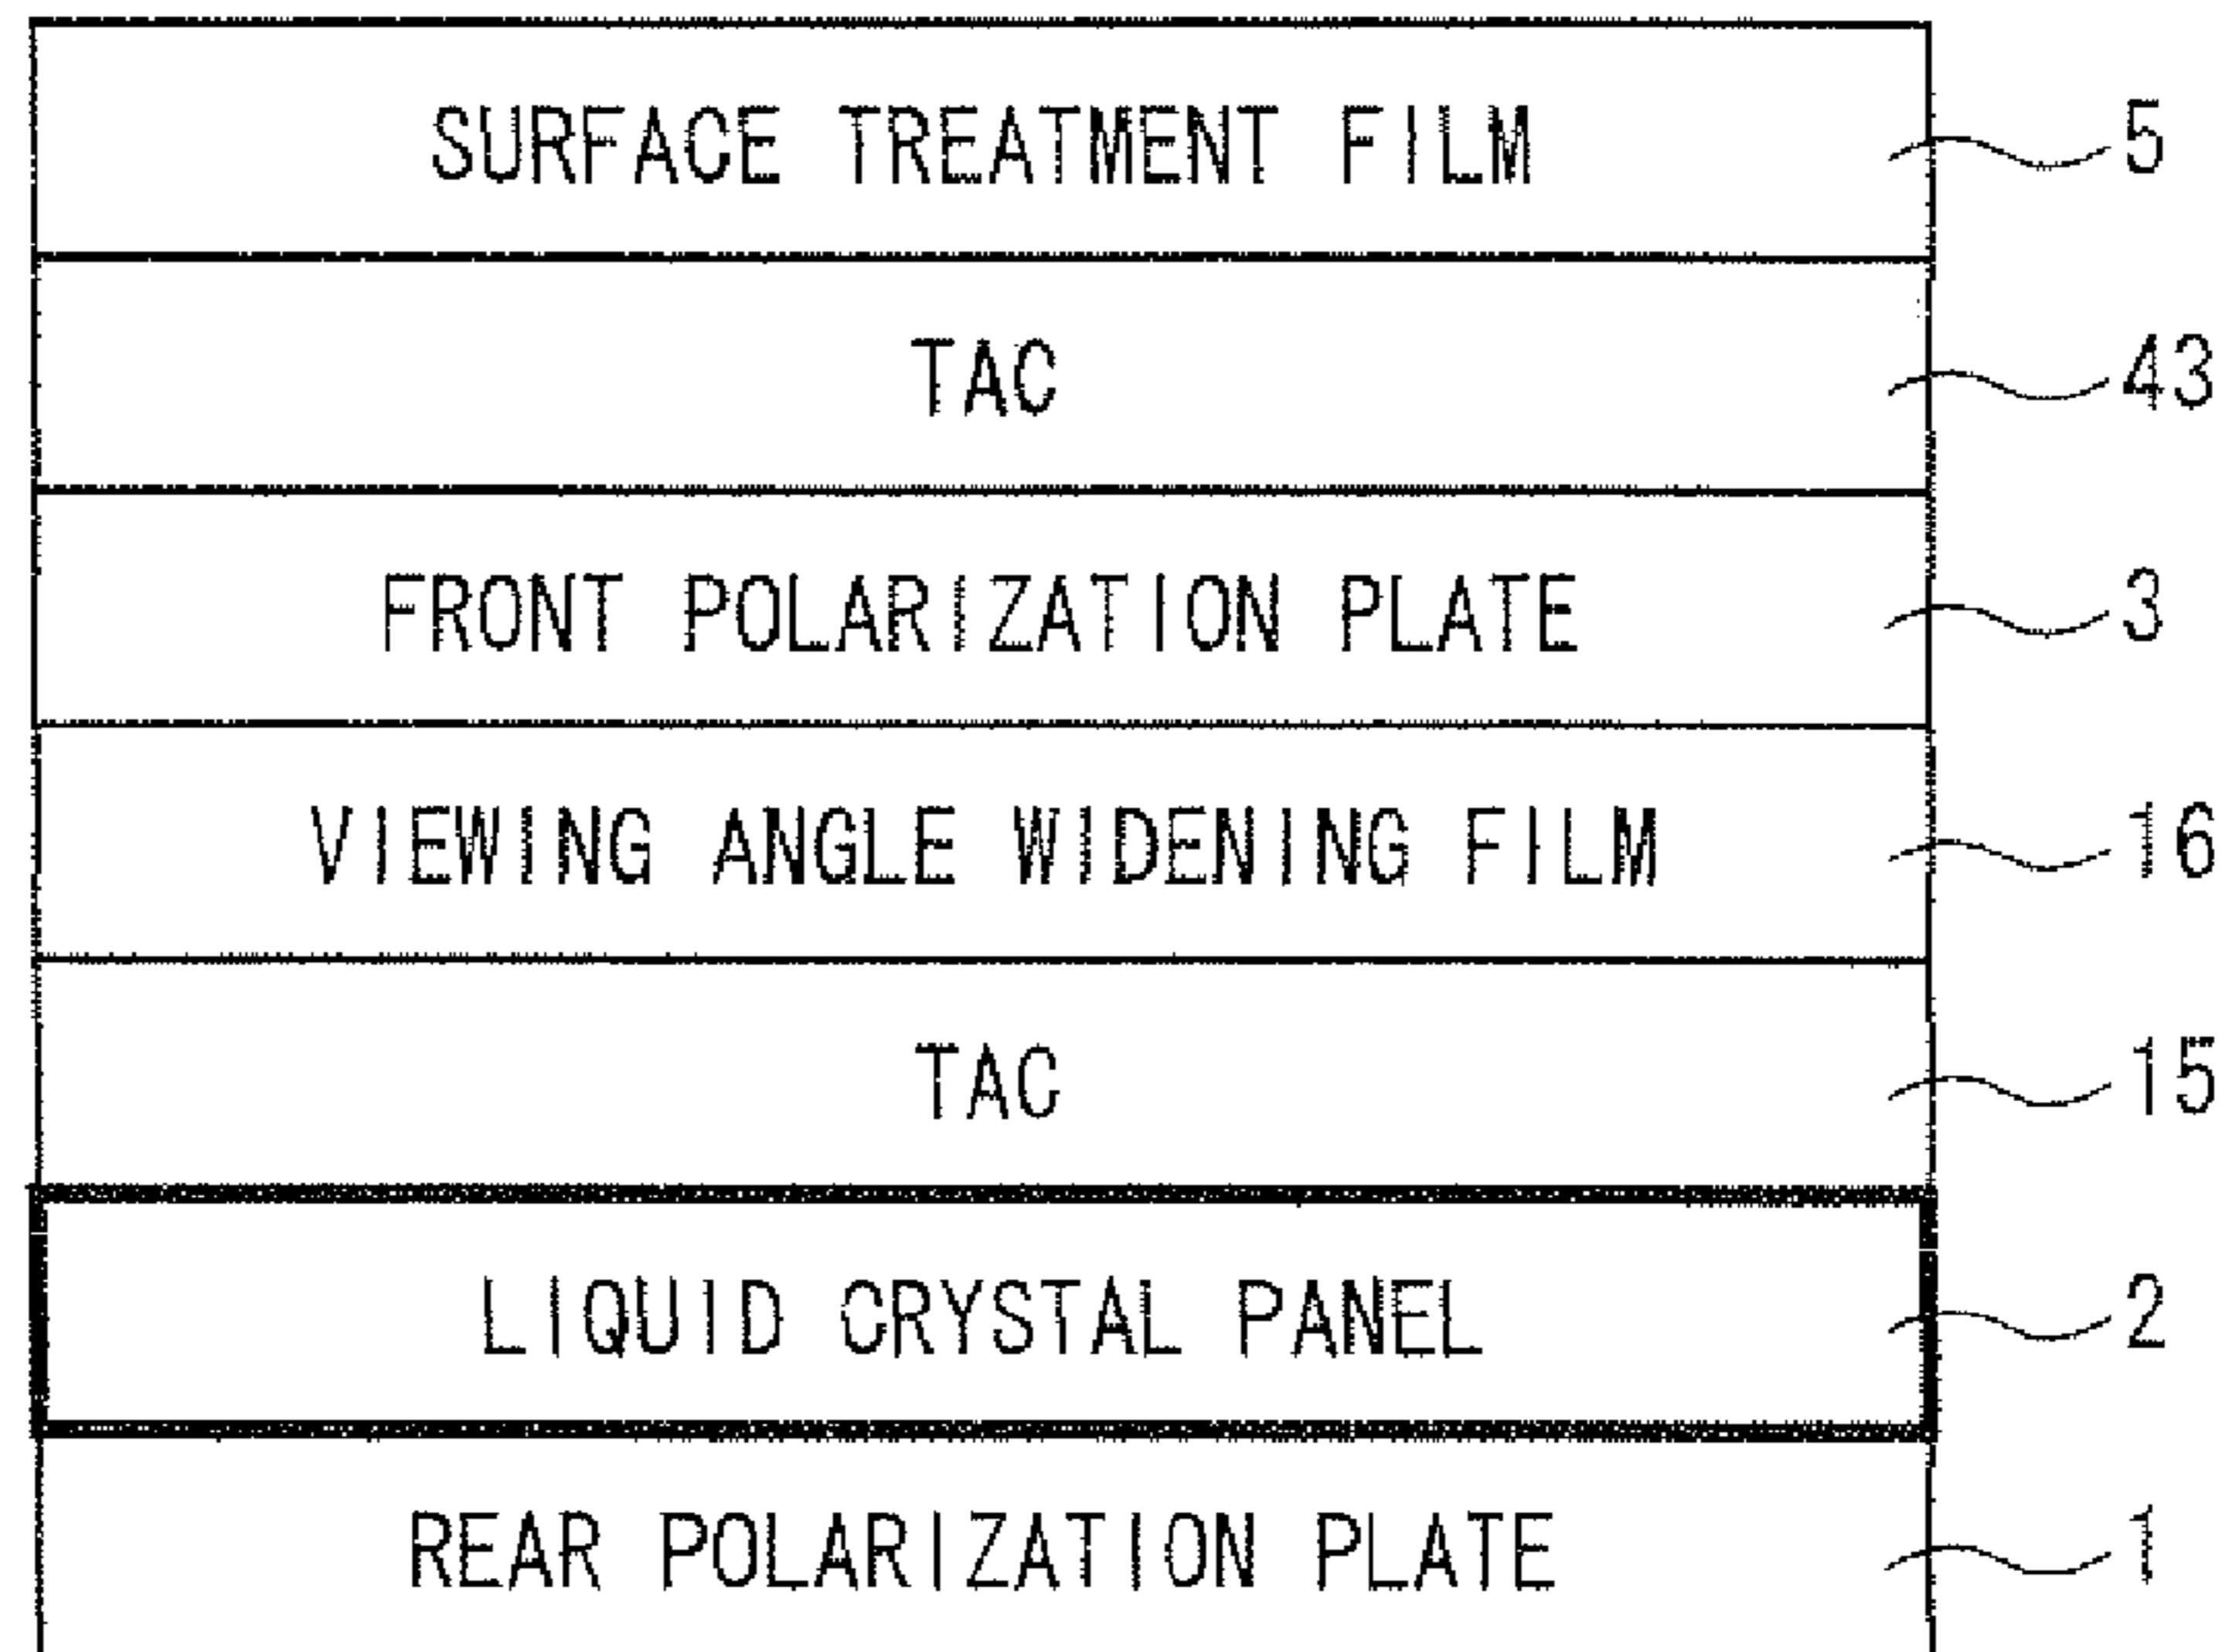 SURFACE TREATMENT FILM 5
TAC 43
FRONT POLARIZATION PLATE 3
VIEWING ANGLE WIDENING FILM 16
TAC 15
LIQUID CRYSTAL PANEL 2
REAR POLARIZATION PLATE 1